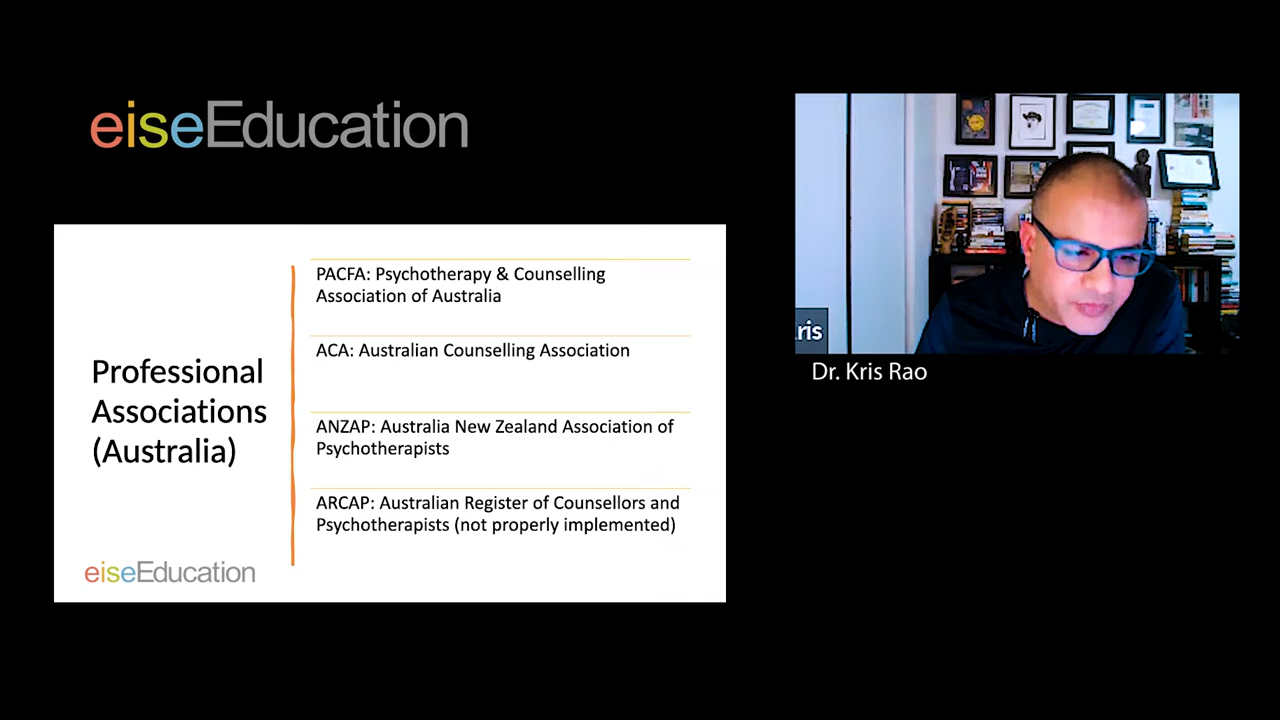 eiseEducation
Professional
Associations
(Australia)
PACFA: Psychotherapy & Counselling
Association of Australia
ACA: Australian Counselling Association
ANZAP: Australia New Zealand Association of
Psychotherapists
ARCAP: Australian Register of Counsellors and
Psychotherapists (not properly implemented)
eiseEducation
ris
Dr. Kris Rao